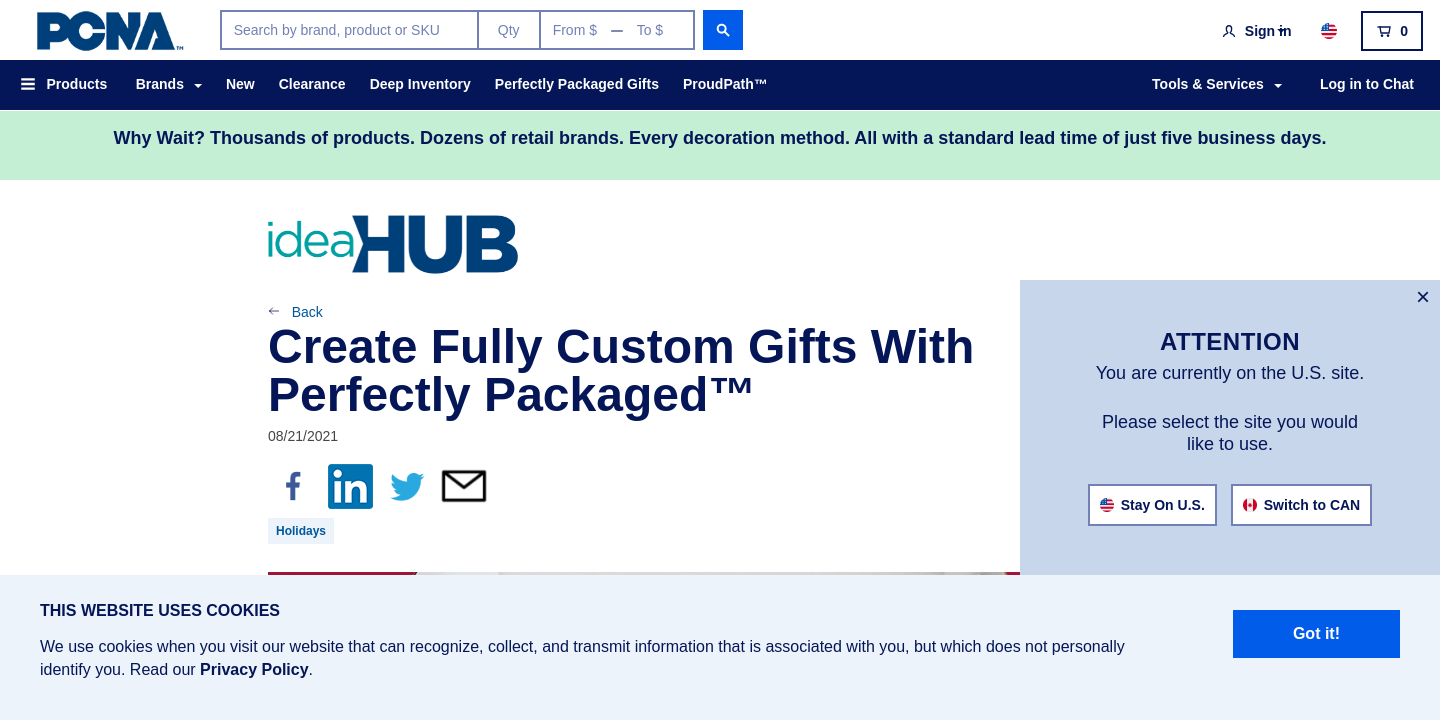 PCNA™
Search by brand, product or SKU
Qty
From $ — To $
Sign in
0
Products
Brands
New
Clearance
Deep Inventory
Perfectly Packaged Gifts
ProudPath™
Tools & Services
Log in to Chat
Why Wait? Thousands of products. Dozens of retail brands. Every decoration method. All with a standard lead time of just five business days.
ideaHUB
Back
Create Fully Custom Gifts With
Perfectly Packaged™
08/21/2021
Holidays
ATTENTION
You are currently on the U.S. site.
Please select the site you would
like to use.
Stay On U.S.
Switch to CAN
THIS WEBSITE USES COOKIES
We use cookies when you visit our website that can recognize, collect, and transmit information that is associated with you, but which does not personally
identify you. Read our Privacy Policy.
Got it!